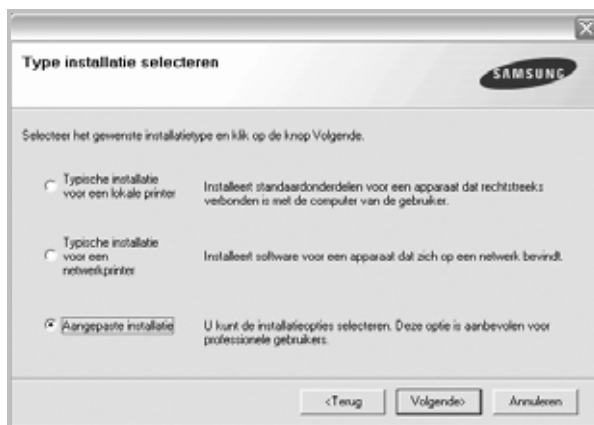 Type installatie selecteren
SAMSUNG
Selecteer het gewenste installatietype en klik op de knop Volgende.
Typische installatie
voor een lokale printer
Installeert standaardonderdelen voor een apparaat dat rechtstreeks
verbonden is met de computer van de gebruiker.
Typische installatie
voor een
netwerkprinter
Installeert software voor een apparaat dat zich op een netwerk bevindt.
Aangepaste installatie
U kunt de installatieopties selecteren. Deze optie is aanbevolen voor
professionele gebruikers.
<Terug
Volgende>
Annuleren